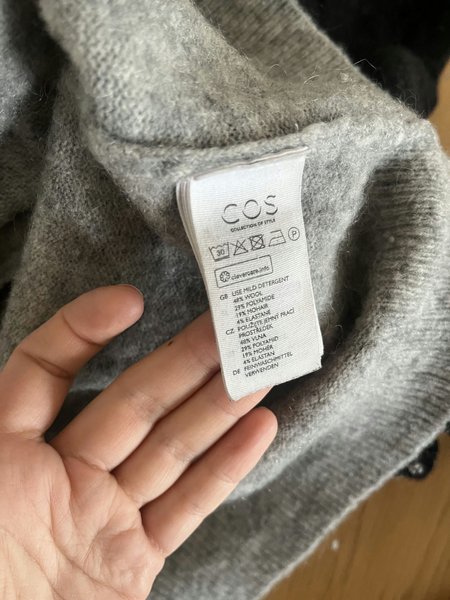 COS
COLLECTION OF STYLE
30 P
clevercare.info
GB USE MILD DETERGENT
48% WOOL
29% POLYAMIDE
19% MOHAIR
4% ELASTANE
CZ POUŽIJTE JEMNÝ PRACÍ
PROSTŘEDEK
48% VLNA
29% POLYAMID
19% MOHÉR
4% ELASTAN
DE FEINWASCHMITTEL
VERWENDEN